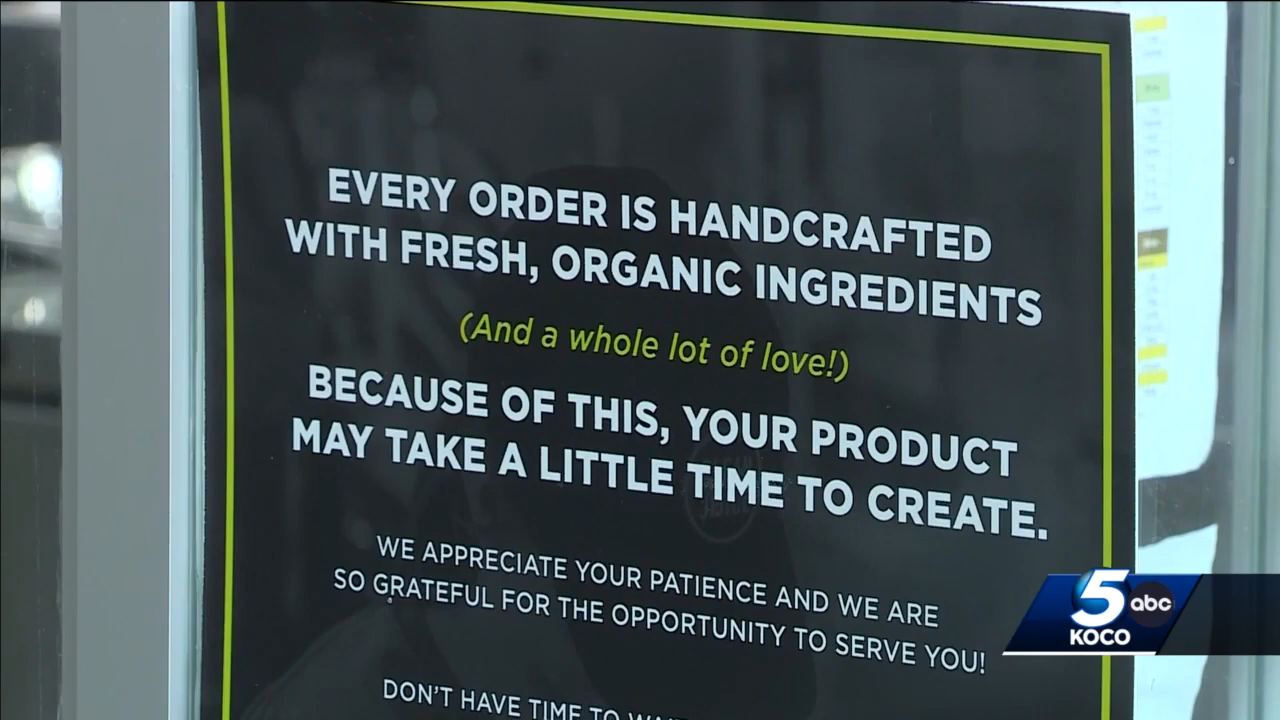 EVERY ORDER IS HANDCRAFTED
WITH FRESH, ORGANIC INGREDIENTS
(And a whole lot of love!)
BECAUSE OF THIS, YOUR PRODUCT
MAY TAKE A LITTLE TIME TO CREATE.
WE APPRECIATE YOUR PATIENCE AND WE ARE
SO GRATEFUL FOR THE OPPORTUNITY TO SERVE YOU!
DON'T HAVE TIME TO
5 abc
KOCO